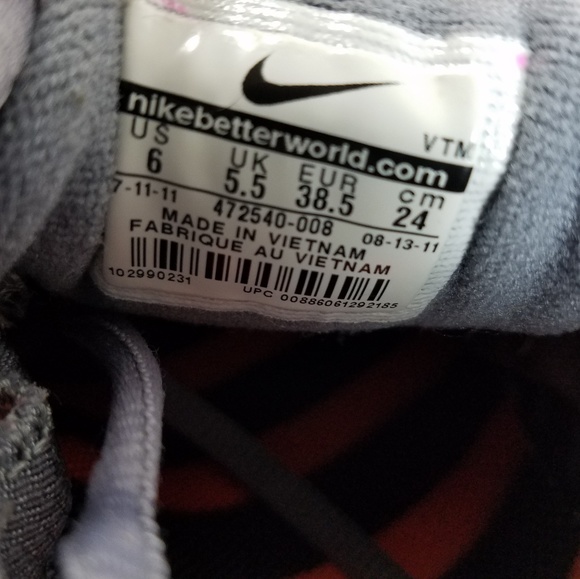 nikebetterworld.com
VTM
US UK EUR cm
6 5.5 38.5 24
7-11-11 472540-008 08-13-11
MADE IN VIETNAM
FABRIQUE AU VIETNAM
102990231 UPC 00886061292185